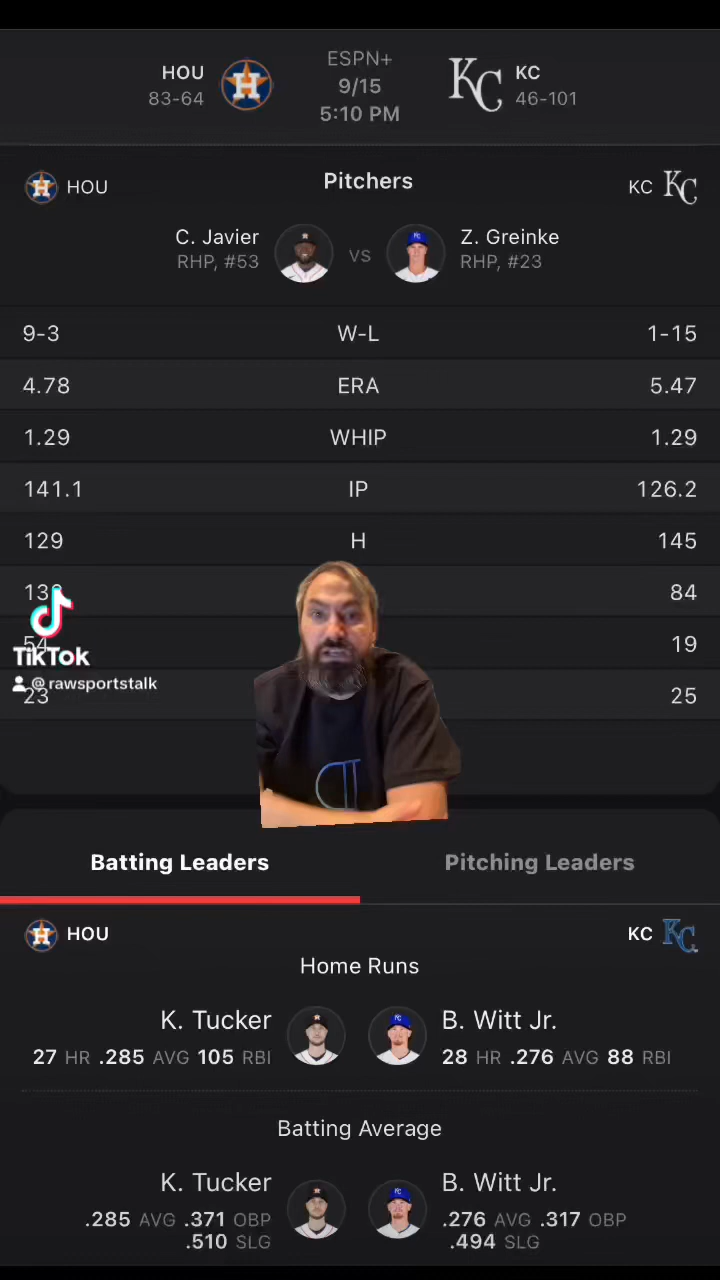 HOU
83-64
ESPN+
9/15
5:10 PM
KC
KC
46-101
HOU
Pitchers
KC
KC
C. Javier
RHP, #53
VS
Z. Greinke
RHP, #23
9-3 W-L 1-15
4.78 ERA 5.47
1.29 WHIP 1.29
141.1 IP 126.2
129 H 145
84
54 19
TikTok
@rawsportstalk
23 25
Batting Leaders
Pitching Leaders
HOU
KC
KC
Home Runs
K. Tucker
27 HR .285 AVG 105 RBI
B. Witt Jr.
28 HR .276 AVG 88 RBI
Batting Average
K. Tucker
.285 AVG .371 OBP
.510 SLG
B. Witt Jr.
.276 AVG .317 OBP
.494 SLG